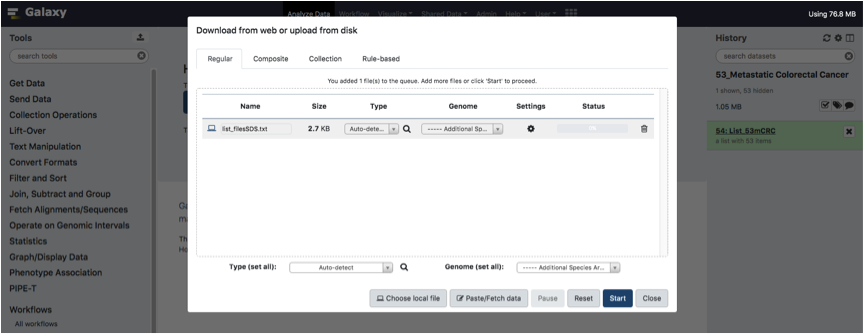 Galaxy
Analyze Data Workflow Visualize Shared Data Admin Help User
Using 76.8 MB
Tools
search tools
Get Data
Send Data
Collection Operations
Lift-Over
Text Manipulation
Convert Formats
Filter and Sort
Join, Subtract and Group
Fetch Alignments/Sequences
Operate on Genomic Intervals
Statistics
Graph/Display Data
Phenotype Association
PIPE-T
Workflows
All workflows
Download from web or upload from disk
Regular Composite Collection Rule-based
You added 1 file(s) to the queue. Add more files or click 'Start' to proceed.
Name Size Type Genome Settings Status
list_filesSDS.txt 2.7 KB Auto-dete... ----- Additional Sp...
Type (set all): Auto-detect Genome (set all): ----- Additional Species Ar...
Choose local file Paste/Fetch data Pause Reset Start Close
History
search datasets
53_Metastatic Colorectal Cancer
1 shown, 53 hidden
1.05 MB
54: List_53mCRC
a list with 53 items